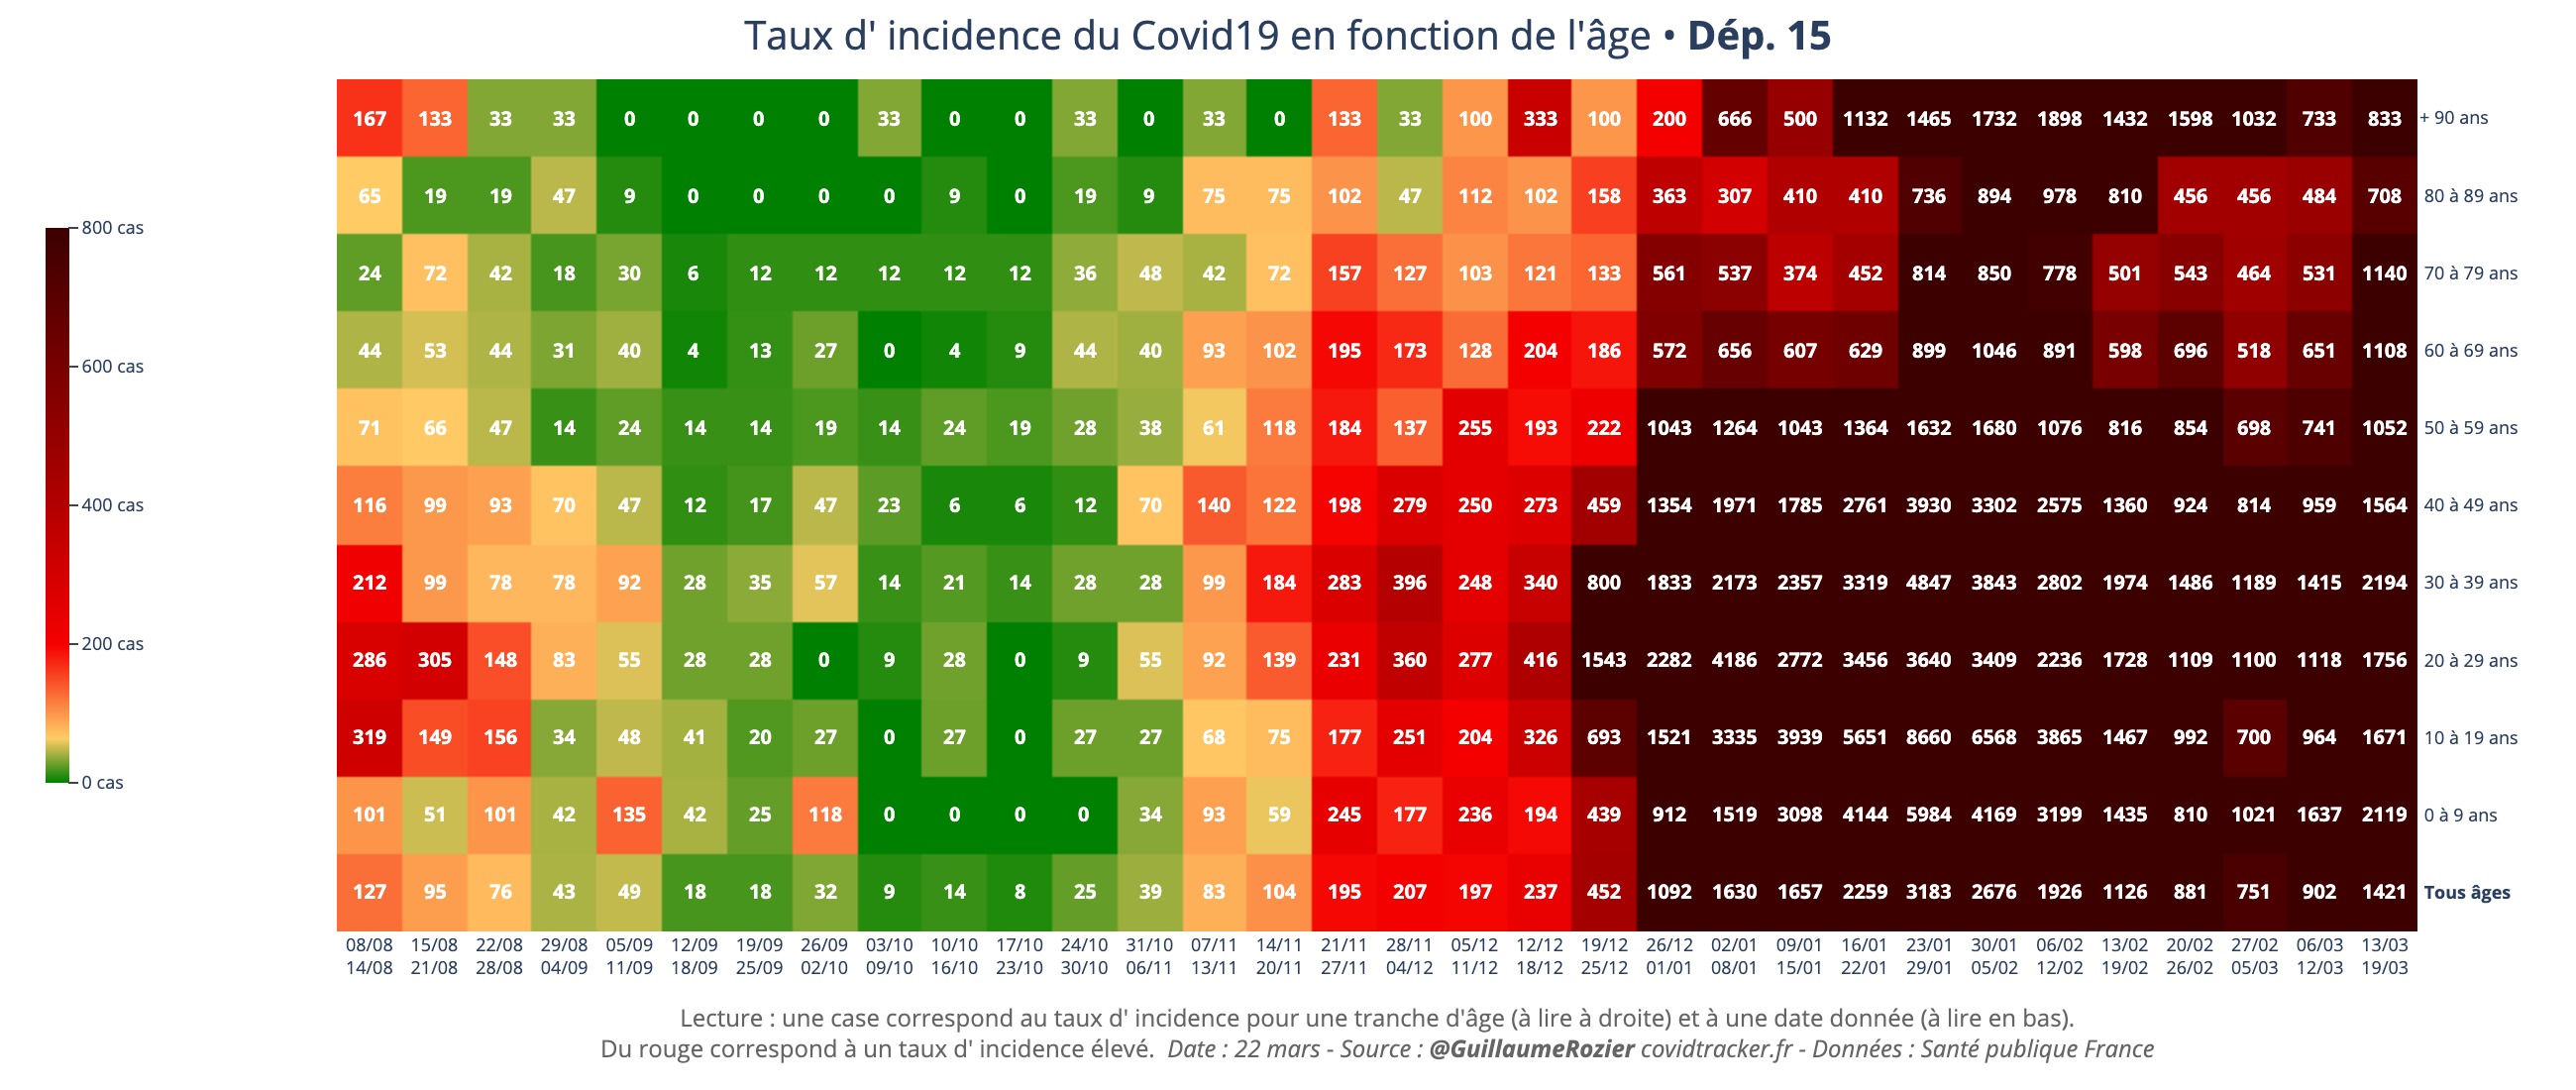 Taux d' incidence du Covid19 en fonction de l'âge • Dép. 15
167 133 33 33 0 0 0 0 33 0 0 33 0 33 0 133 33 100 333 100 200 666 500 1132 1465 1732 1898 1432 1598 1032 733 833 + 90 ans
65 19 19 47 9 0 0 0 0 9 0 19 9 75 75 102 47 112 102 158 363 307 410 410 736 894 978 810 456 456 484 708 80 à 89 ans
800 cas
24 72 42 18 30 6 12 12 12 12 12 36 48 42 72 157 127 103 121 133 561 537 374 452 814 850 778 501 543 464 531 1140 70 à 79 ans
44 53 44 31 40 4 13 27 0 4 9 44 40 93 102 195 173 128 204 186 572 656 607 629 899 1046 891 598 696 518 651 1108 60 à 69 ans
600 cas
71 66 47 14 24 14 14 19 14 24 19 28 38 61 118 184 137 255 193 222 1043 1264 1043 1364 1632 1680 1076 816 854 698 741 1052 50 à 59 ans
400 cas
116 99 93 70 47 12 17 47 23 6 6 12 70 140 122 198 279 250 273 459 1354 1971 1785 2761 3930 3302 2575 1360 924 814 959 1564 40 à 49 ans
212 99 78 78 92 28 35 57 14 21 14 28 28 99 184 283 396 248 340 800 1833 2173 2357 3319 4847 3843 2802 1974 1486 1189 1415 2194 30 à 39 ans
200 cas
286 305 148 83 55 28 28 0 9 28 0 9 55 92 139 231 360 277 416 1543 2282 4186 2772 3456 3640 3409 2236 1728 1109 1100 1118 1756 20 à 29 ans
319 149 156 34 48 41 20 27 0 27 0 27 27 68 75 177 251 204 326 693 1521 3335 3939 5651 8660 6568 3865 1467 992 700 964 1671 10 à 19 ans
0 cas
101 51 101 42 135 42 25 118 0 0 0 0 34 93 59 245 177 236 194 439 912 1519 3098 4144 5984 4169 3199 1435 810 1021 1637 2119 0 à 9 ans
127 95 76 43 49 18 18 32 9 14 8 25 39 83 104 195 207 197 237 452 1092 1630 1657 2259 3183 2676 1926 1126 881 751 902 1421 Tous âges
08/08 15/08 22/08 29/08 05/09 12/09 19/09 26/09 03/10 10/10 17/10 24/10 31/10 07/11 14/11 21/11 28/11 05/12 12/12 19/12 26/12 02/01 09/01 16/01 23/01 30/01 06/02 13/02 20/02 27/02 06/03 13/03
14/08 21/08 28/08 04/09 11/09 18/09 25/09 02/10 09/10 16/10 23/10 30/10 06/11 13/11 20/11 27/11 04/12 11/12 18/12 25/12 01/01 08/01 15/01 22/01 29/01 05/02 12/02 19/02 26/02 05/03 12/03 19/03
Lecture : une case correspond au taux d' incidence pour une tranche d'âge (à lire à droite) et à une date donnée (à lire en bas).
Du rouge correspond à un taux d' incidence élevé. Date : 22 mars - Source : @GuillaumeRozier covidtracker.fr - Données : Santé publique France